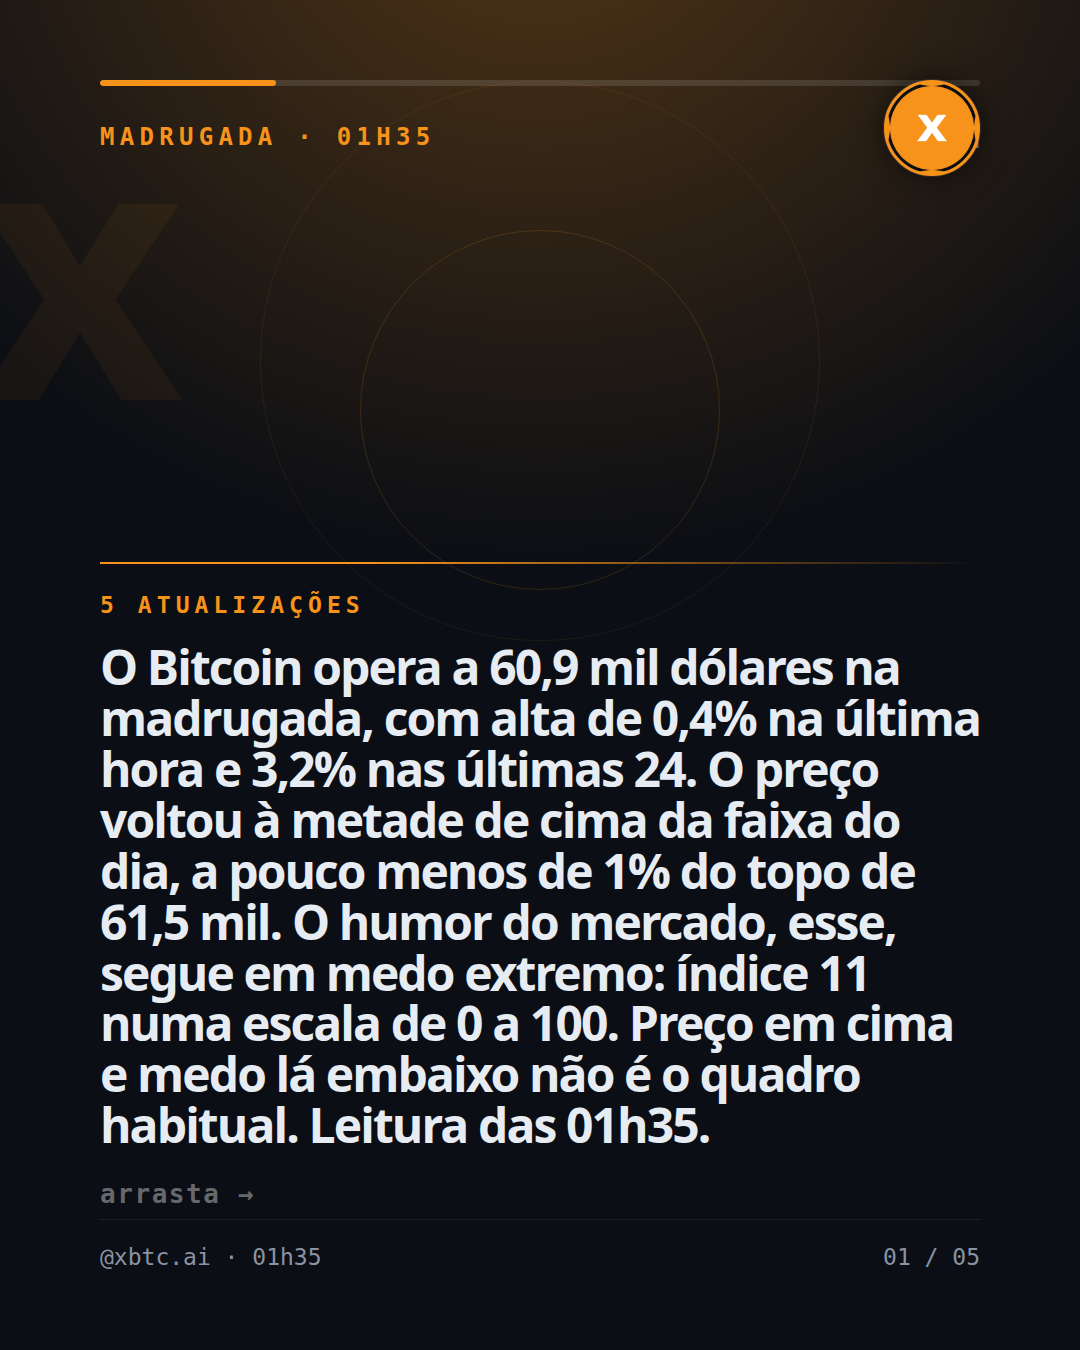 MADRUGADA · 01H35
X
X
5 ATUALIZAÇÕES
O Bitcoin opera a 60,9 mil dólares na
madrugada, com alta de 0,4% na última
hora e 3,2% nas últimas 24. O preço
voltou à metade de cima da faixa do
dia, a pouco menos de 1% do topo de
61,5 mil. O humor do mercado, esse,
segue em medo extremo: índice 11
numa escala de 0 a 100. Preço em cima
e medo lá embaixo não é o quadro
habitual. Leitura das 01h35.
arrasta →
@xbtc.ai · 01h35
01 / 05